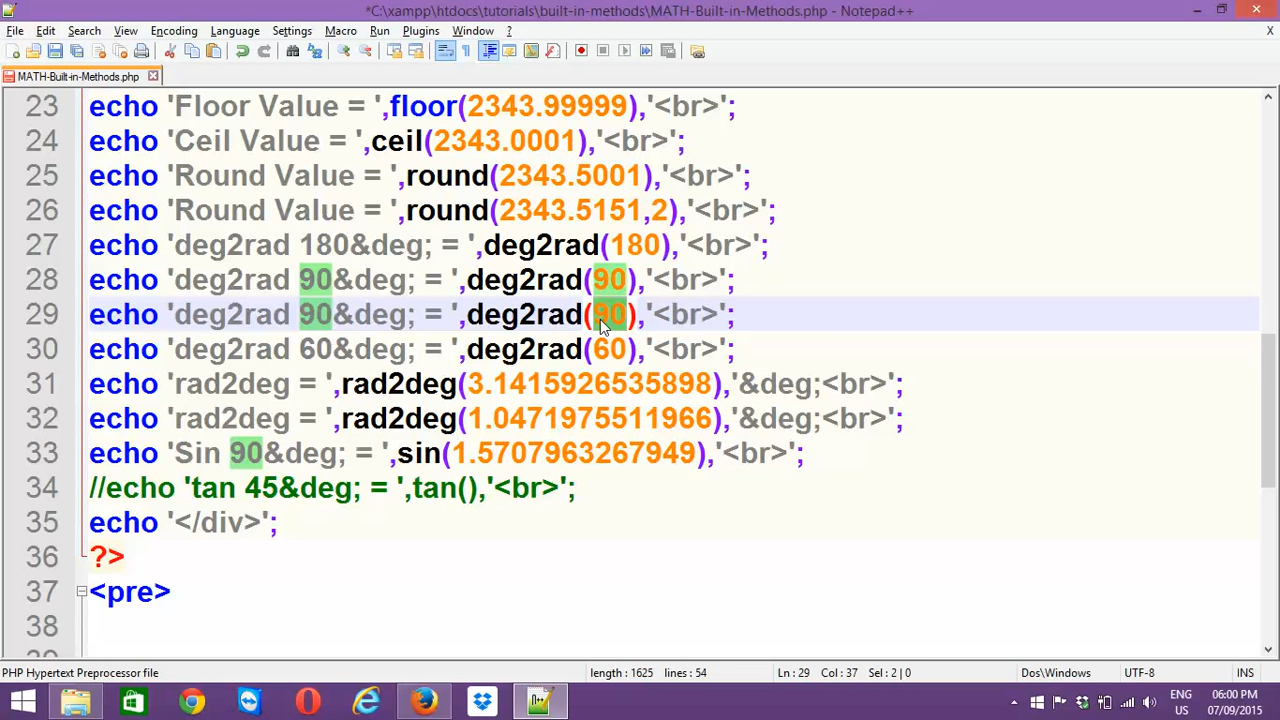 *C:\xampp\htdocs\tutorials\built-in-methods\MATH-Built-in-Methods.php - Notepad++
File Edit Search View Encoding Language Settings Macro Run Plugins Window ? X
MATH-Built-in-Methods.php
23 echo 'Floor Value = ',floor(2343.99999),'<br>';
24 echo 'Ceil Value = ',ceil(2343.0001),'<br>';
25 echo 'Round Value = ',round(2343.5001),'<br>';
26 echo 'Round Value = ',round(2343.5151,2),'<br>';
27 echo 'deg2rad 180&deg; = ',deg2rad(180),'<br>';
28 echo 'deg2rad 90&deg; = ',deg2rad(90),'<br>';
29 echo 'deg2rad 90&deg; = ',deg2rad(90),'<br>';
30 echo 'deg2rad 60&deg; = ',deg2rad(60),'<br>';
31 echo 'rad2deg = ',rad2deg(3.1415926535898),'&deg;<br>';
32 echo 'rad2deg = ',rad2deg(1.0471975511966),'&deg;<br>';
33 echo 'Sin 90&deg; = ',sin(1.5707963267949),'<br>';
34 //echo 'tan 45&deg; = ',tan(),'<br>';
35 echo '</div>';
36 ?>
37 <pre>
38
PHP Hypertext Preprocessor file length : 1625 lines : 54 Ln : 29 Col : 37 Sel : 2 | 0 Dos\Windows UTF-8 INS
ENG 06:00 PM
US 07/09/2015